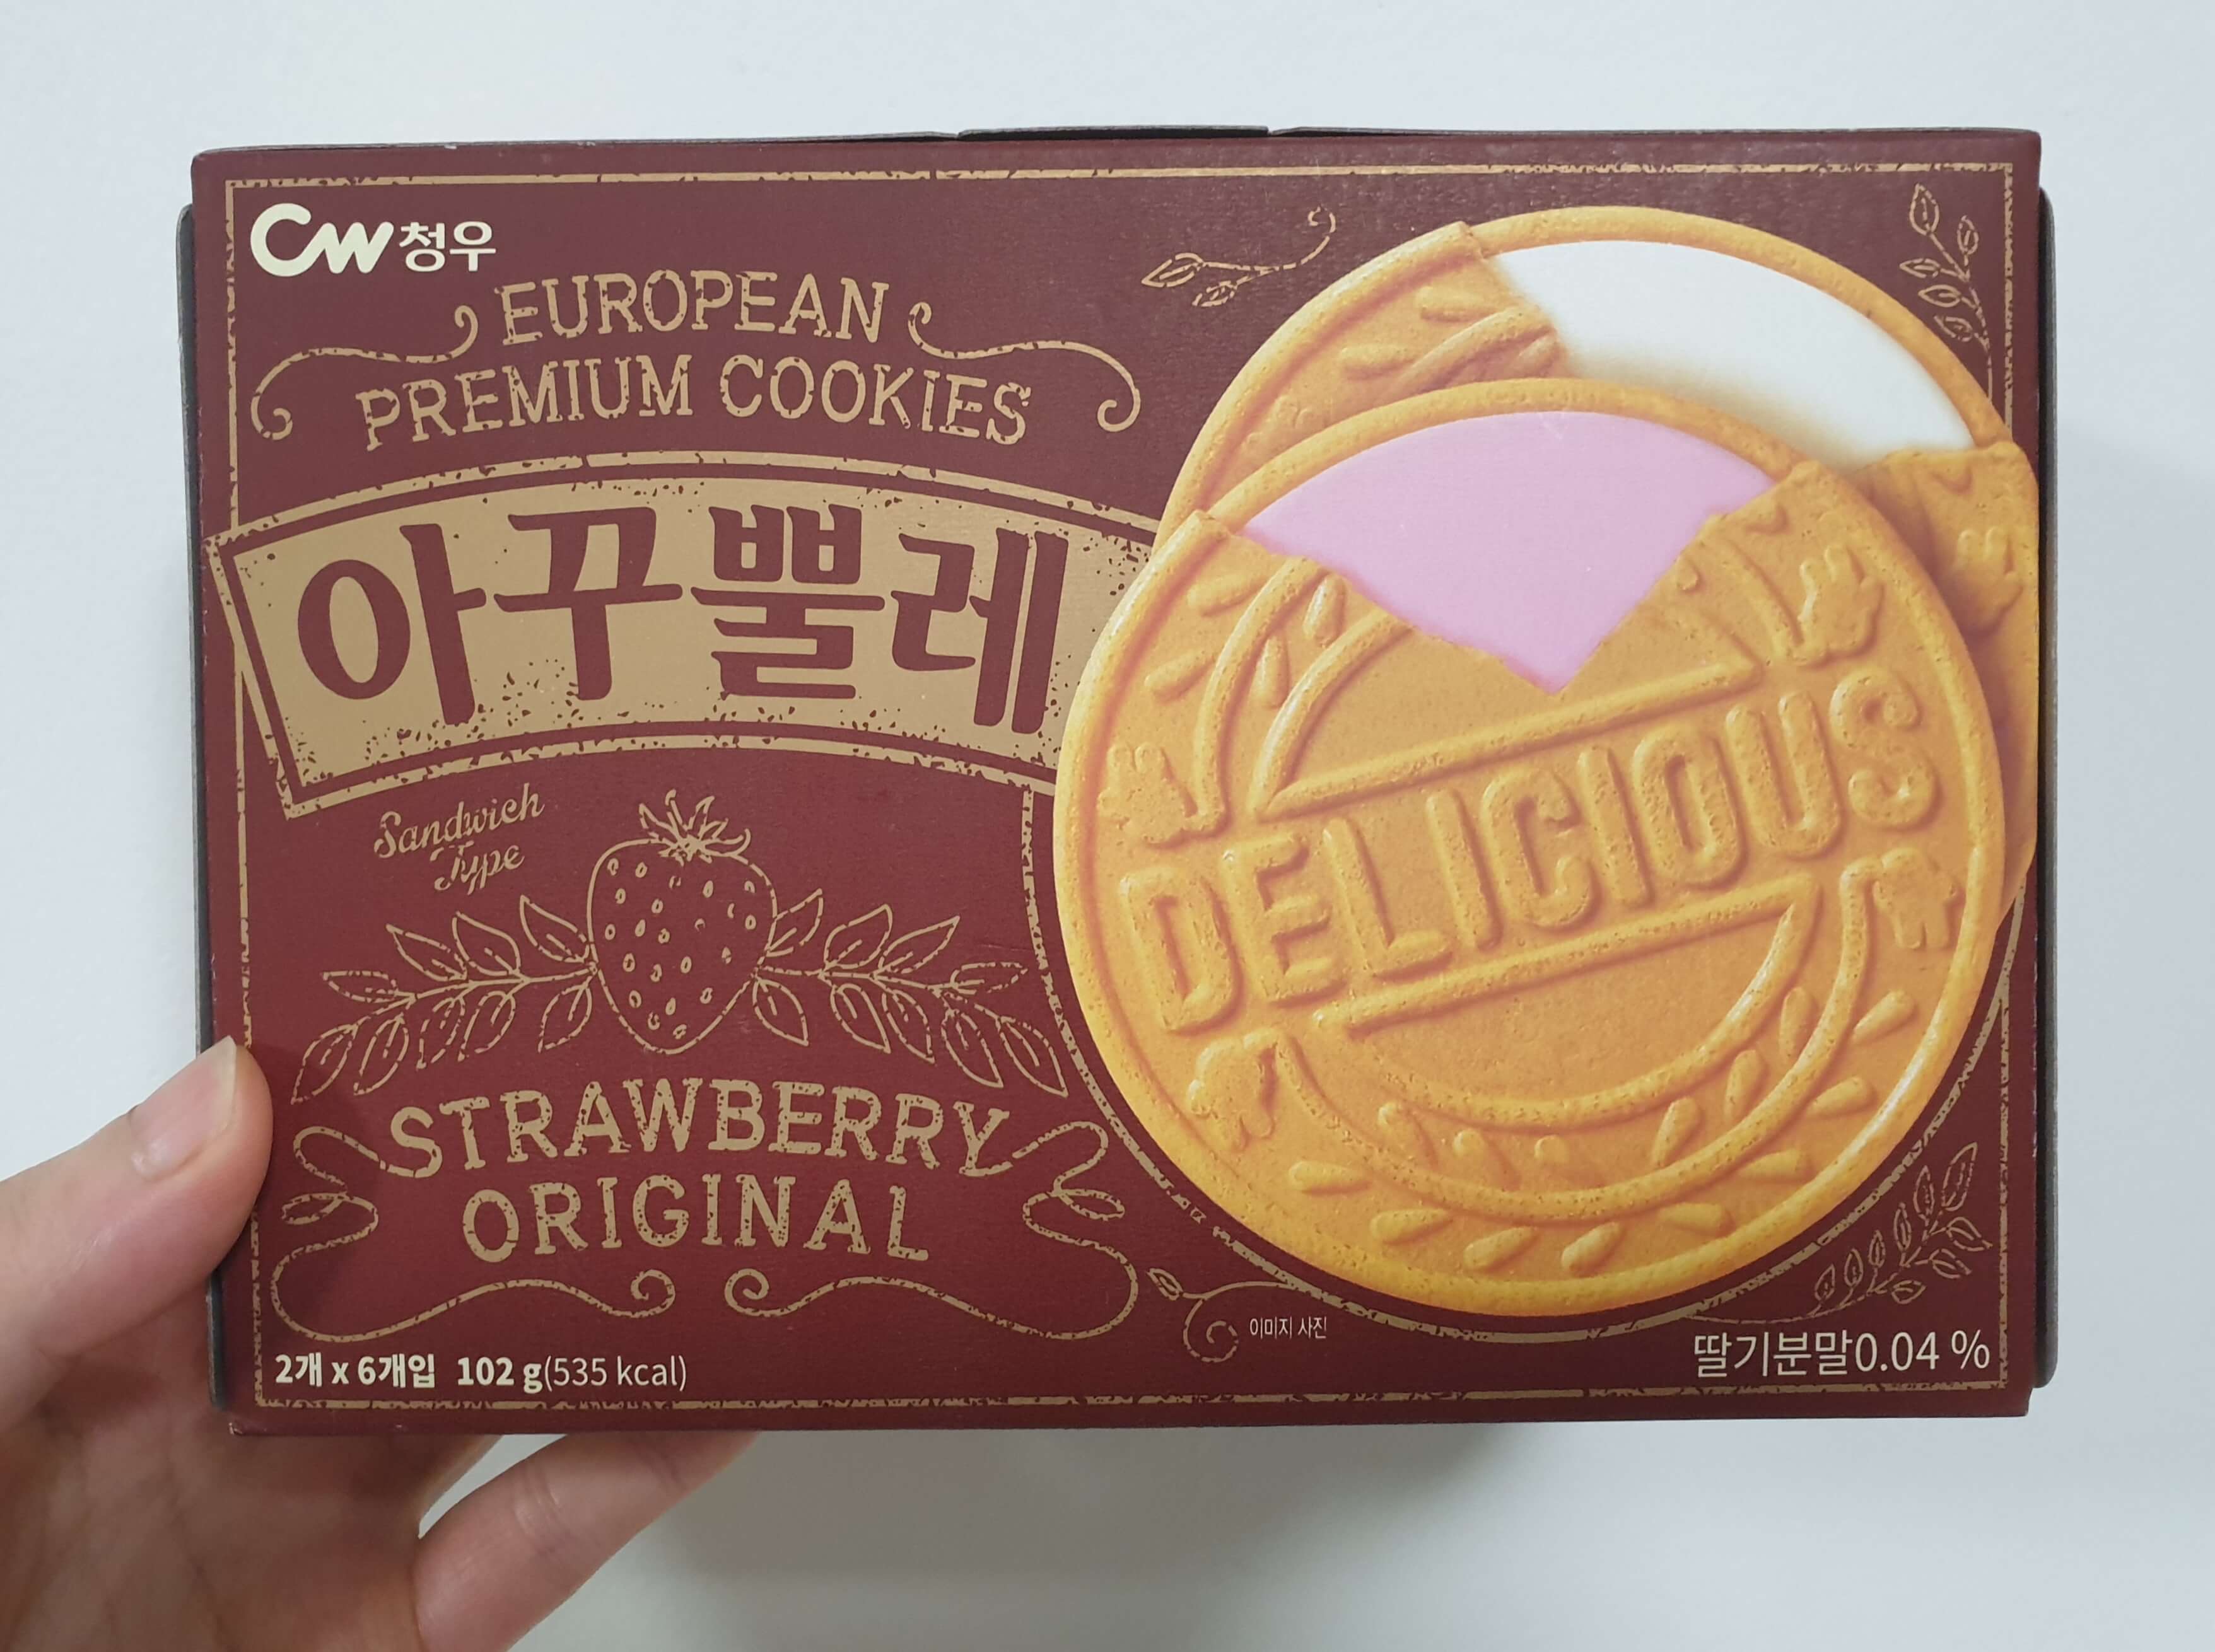 CW청우
EUROPEAN
PREMIUM COOKIES
아꾸뿔레
Sandwich
Type
STRAWBERRY
ORIGINAL
DELICIOUS
이미지 사진
2개 x 6개입 102 g(535 kcal)
딸기분말0.04 %